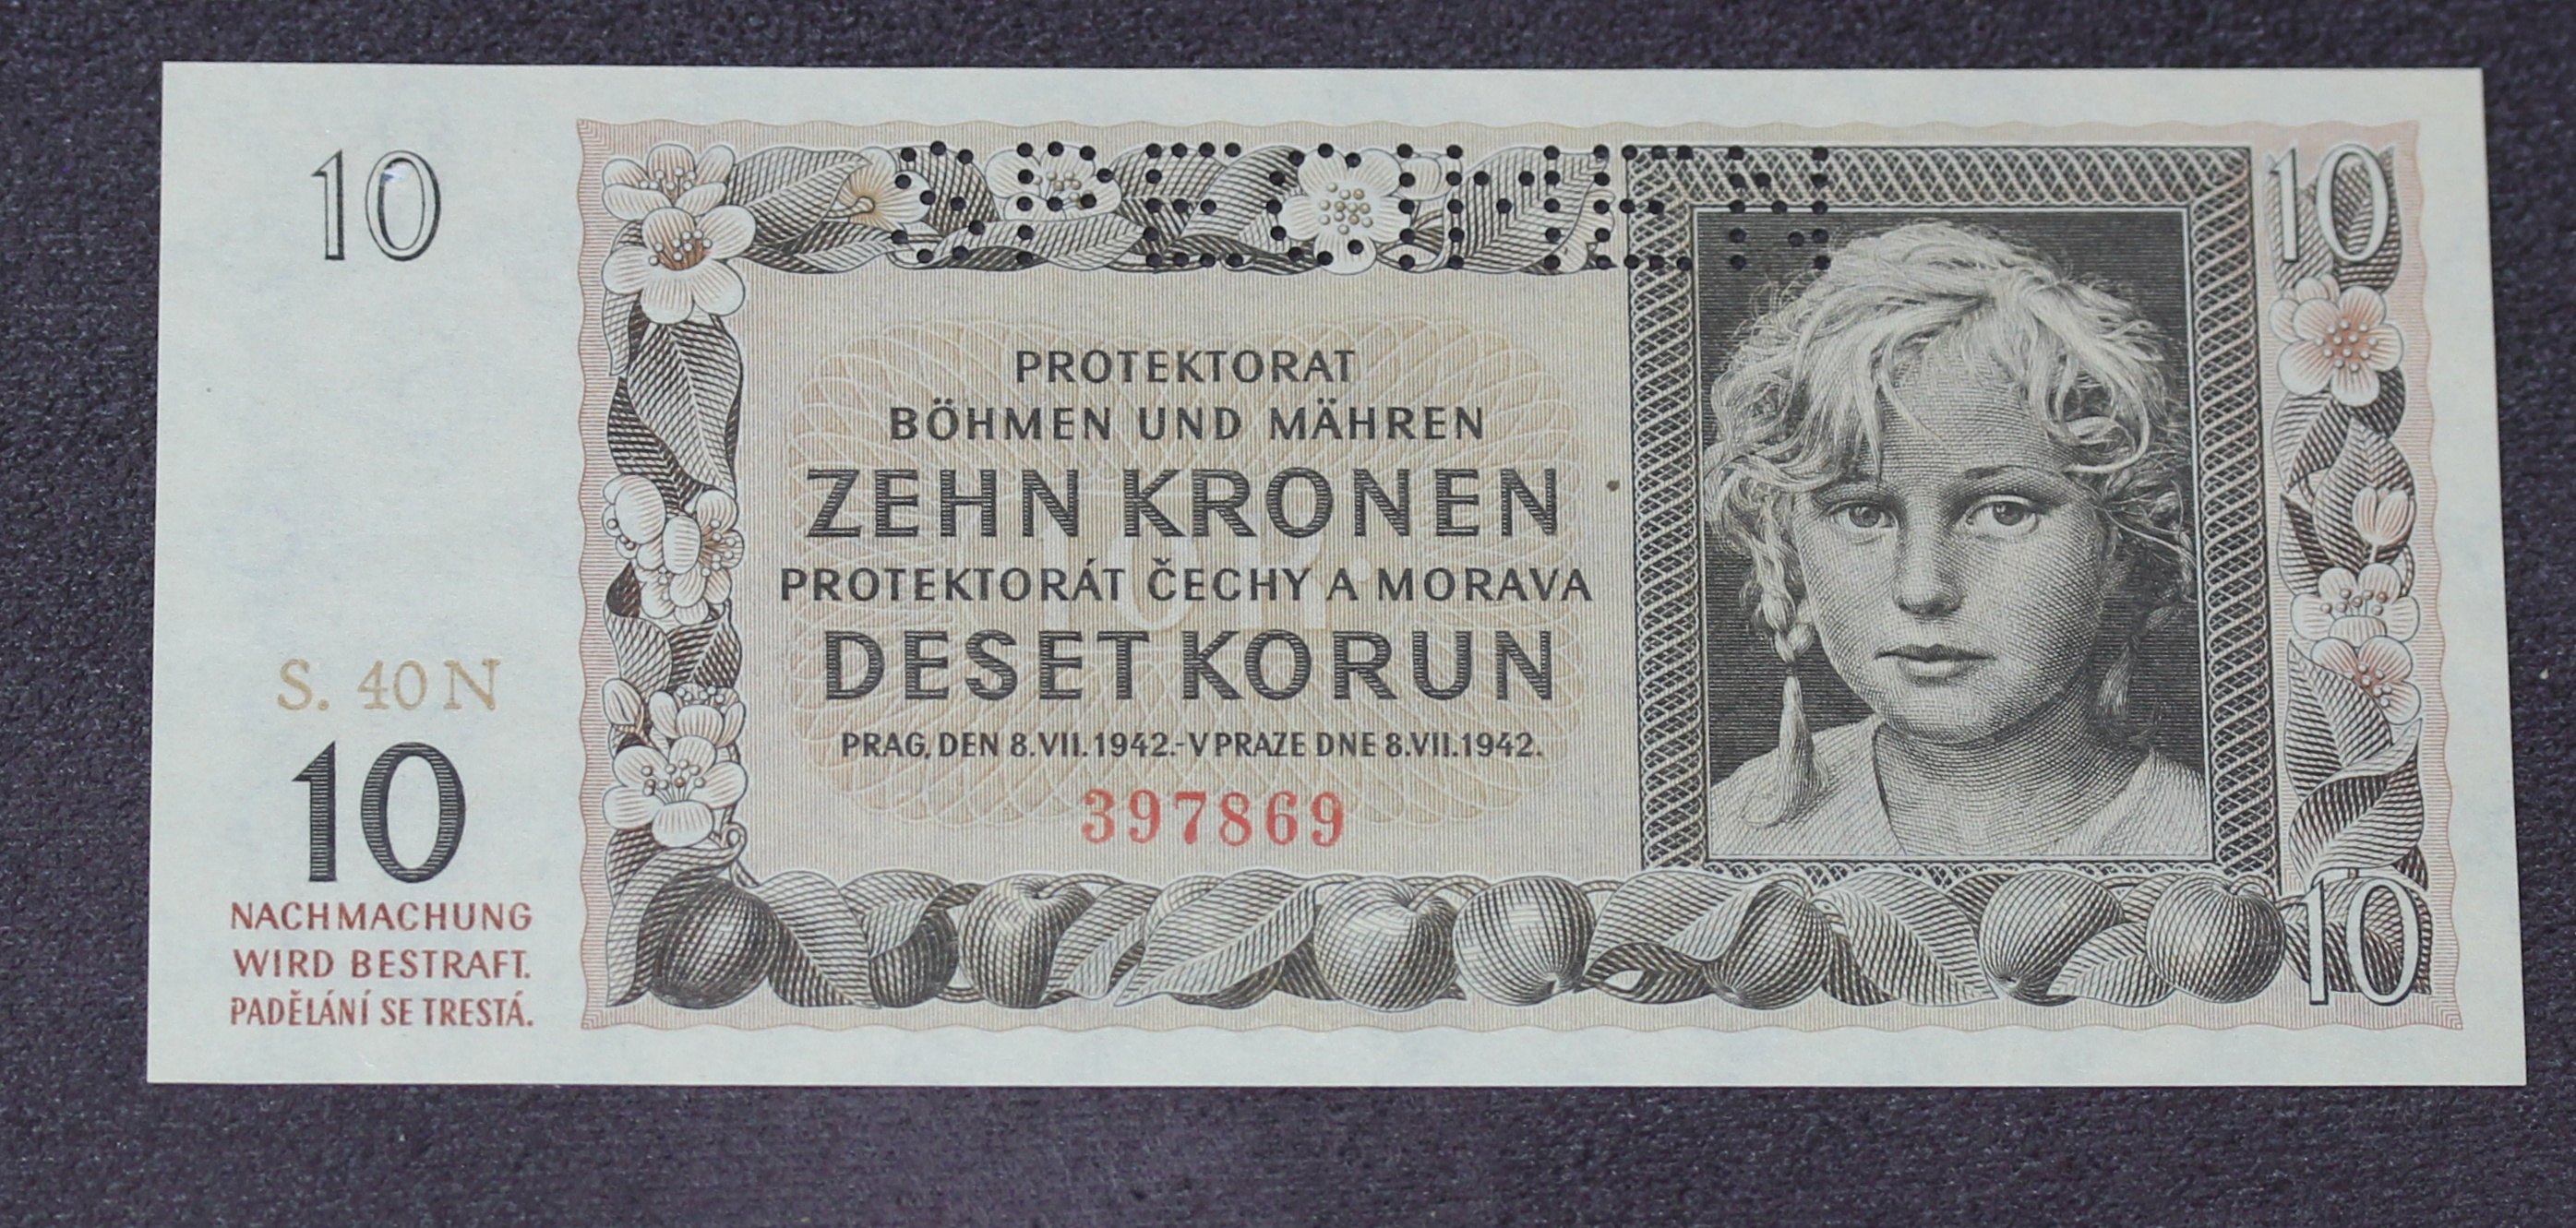 10
SPECIMEN
10
PROTEKTORAT
BÖHMEN UND MÄHREN
ZEHN KRONEN
PROTEKTORÁT ČECHY A MORAVA
DESET KORUN
PRAG, DEN 8.VII.1942.-V PRAZE DNE 8.VII.1942.
397869
S. 40 N
10
NACHMACHUNG
WIRD BESTRAFT.
PADĚLÁNÍ SE TRESTÁ.
10